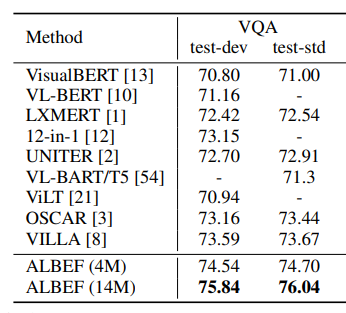 Method VQA
test-dev test-std
VisualBERT [13] 70.80 71.00
VL-BERT [10] 71.16 -
LXMERT [1] 72.42 72.54
12-in-1 [12] 73.15 -
UNITER [2] 72.70 72.91
VL-BART/T5 [54] - 71.3
ViLT [21] 70.94 -
OSCAR [3] 73.16 73.44
VILLA [8] 73.59 73.67
ALBEF (4M) 74.54 74.70
ALBEF (14M) 75.84 76.04